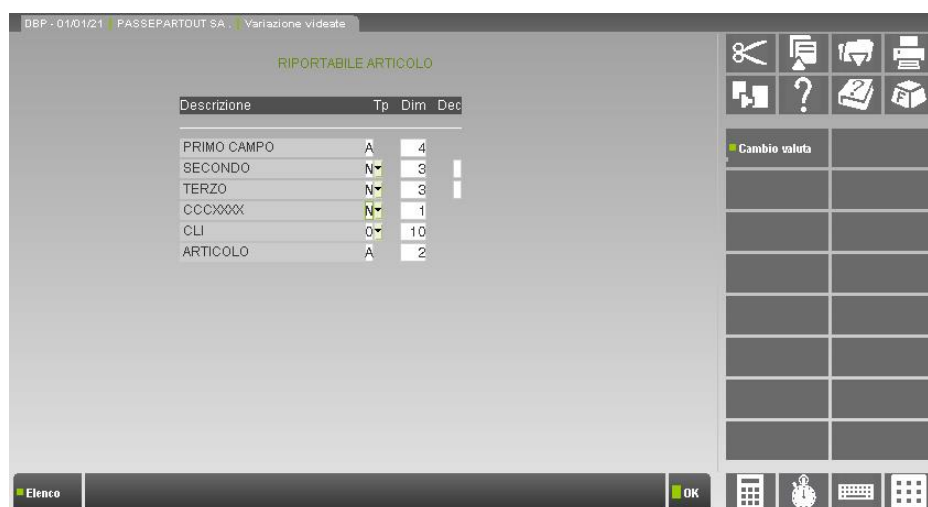 DBP - 01/01/21 PASSEPARTOUT SA . Variazione videate
RIPORTABILE ARTICOLO
Descrizione Tp Dim Dec
PRIMO CAMPO A 4
SECONDO N 3
TERZO N 3
CCCXXXX N 1
CLI 0 10
ARTICOLO A 2
Cambio valuta
Elenco
OK